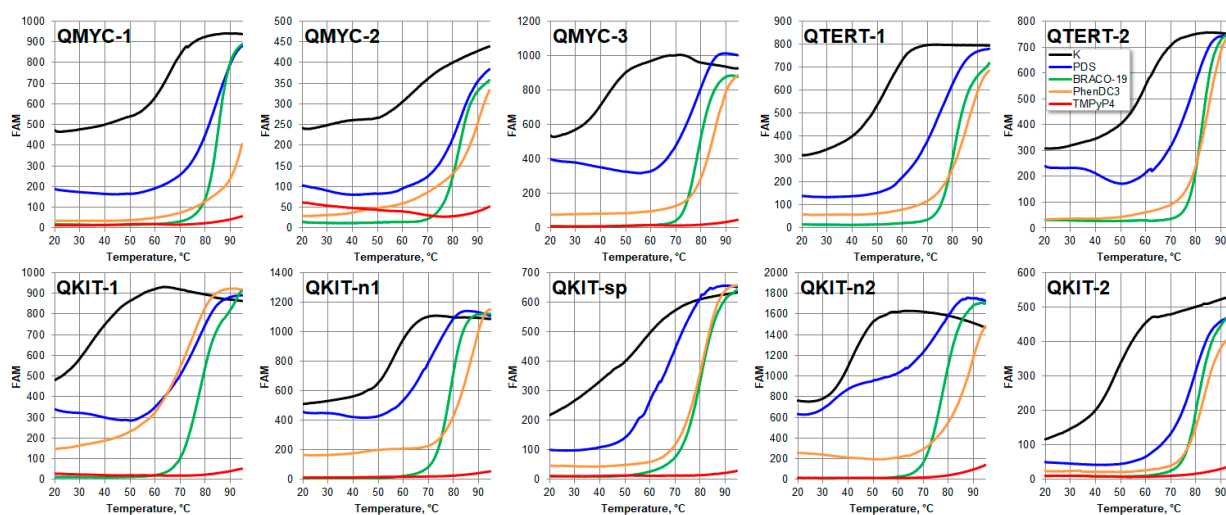 QMYC-1
1000
900
800
700
600
500
400
300
200
100
0
FAM
20 30 40 50 60 70 80 90
Temperature, °C
QMYC-2
500
450
400
350
300
250
200
150
100
50
0
FAM
20 30 40 50 60 70 80 90
Temperature, °C
QMYC-3
1200
1000
800
600
400
200
0
FAM
20 30 40 50 60 70 80 90
Temperature, °C
QTERT-1
900
800
700
600
500
400
300
200
100
0
FAM
20 30 40 50 60 70 80 90
Temperature, °C
QTERT-2
800
700
600
500
400
300
200
100
0
FAM
K
PDS
BRACO-19
PhenDC3
TMPyP4
20 30 40 50 60 70 80 90
Temperature, °C
QKIT-1
1000
900
800
700
600
500
400
300
200
100
0
FAM
20 30 40 50 60 70 80 90
Temperature, °C
QKIT-n1
1400
1200
1000
800
600
400
200
0
FAM
20 30 40 50 60 70 80 90
Temperature, °C
QKIT-sp
700
600
500
400
300
200
100
0
FAM
20 30 40 50 60 70 80 90
Temperature, °C
QKIT-n2
2000
1800
1600
1400
1200
1000
800
600
400
200
0
FAM
20 30 40 50 60 70 80 90
Temperature, °C
QKIT-2
600
500
400
300
200
100
0
FAM
20 30 40 50 60 70 80 90
Temperature, °C